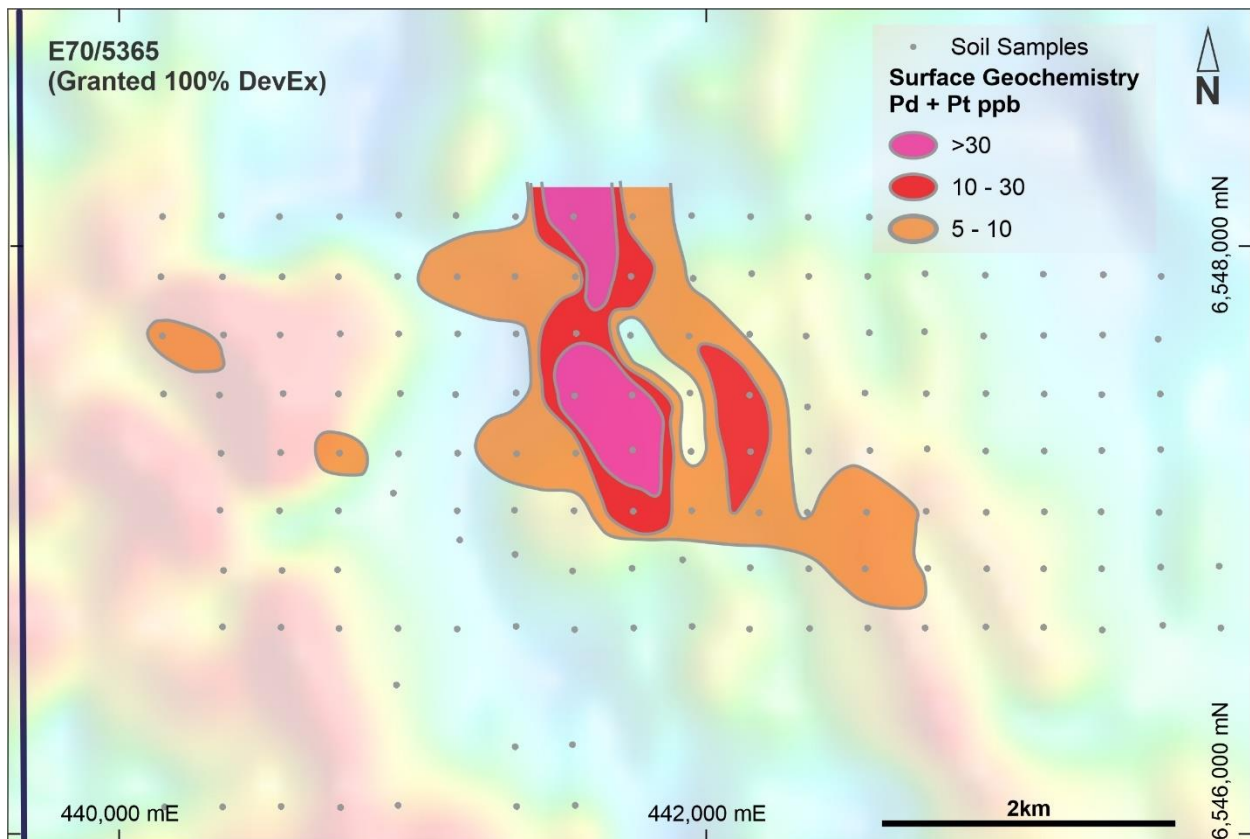 E70/5365
(Granted 100% DevEx)
Soil Samples
Surface Geochemistry
Pd + Pt ppb
>30
10 - 30
5 - 10
N
6,548,000 mN
440,000 mE
442,000 mE
2km
6,546,000 mN